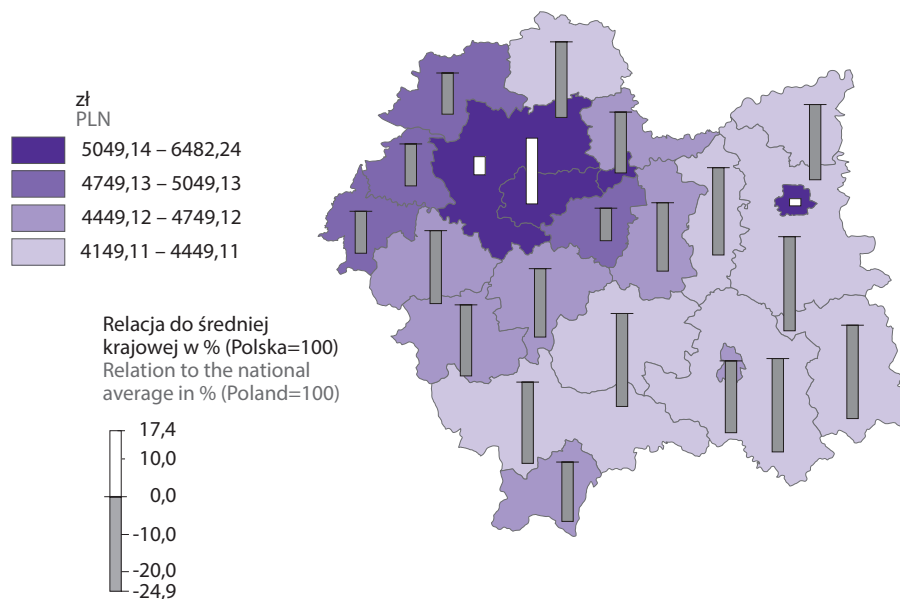 zł
PLN
5049,14 – 6482,24
4749,13 – 5049,13
4449,12 – 4749,12
4149,11 – 4449,11
Relacja do średniej
krajowej w % (Polska=100)
Relation to the national
average in % (Poland=100)
17,4
10,0
0,0
-10,0
-20,0
-24,9